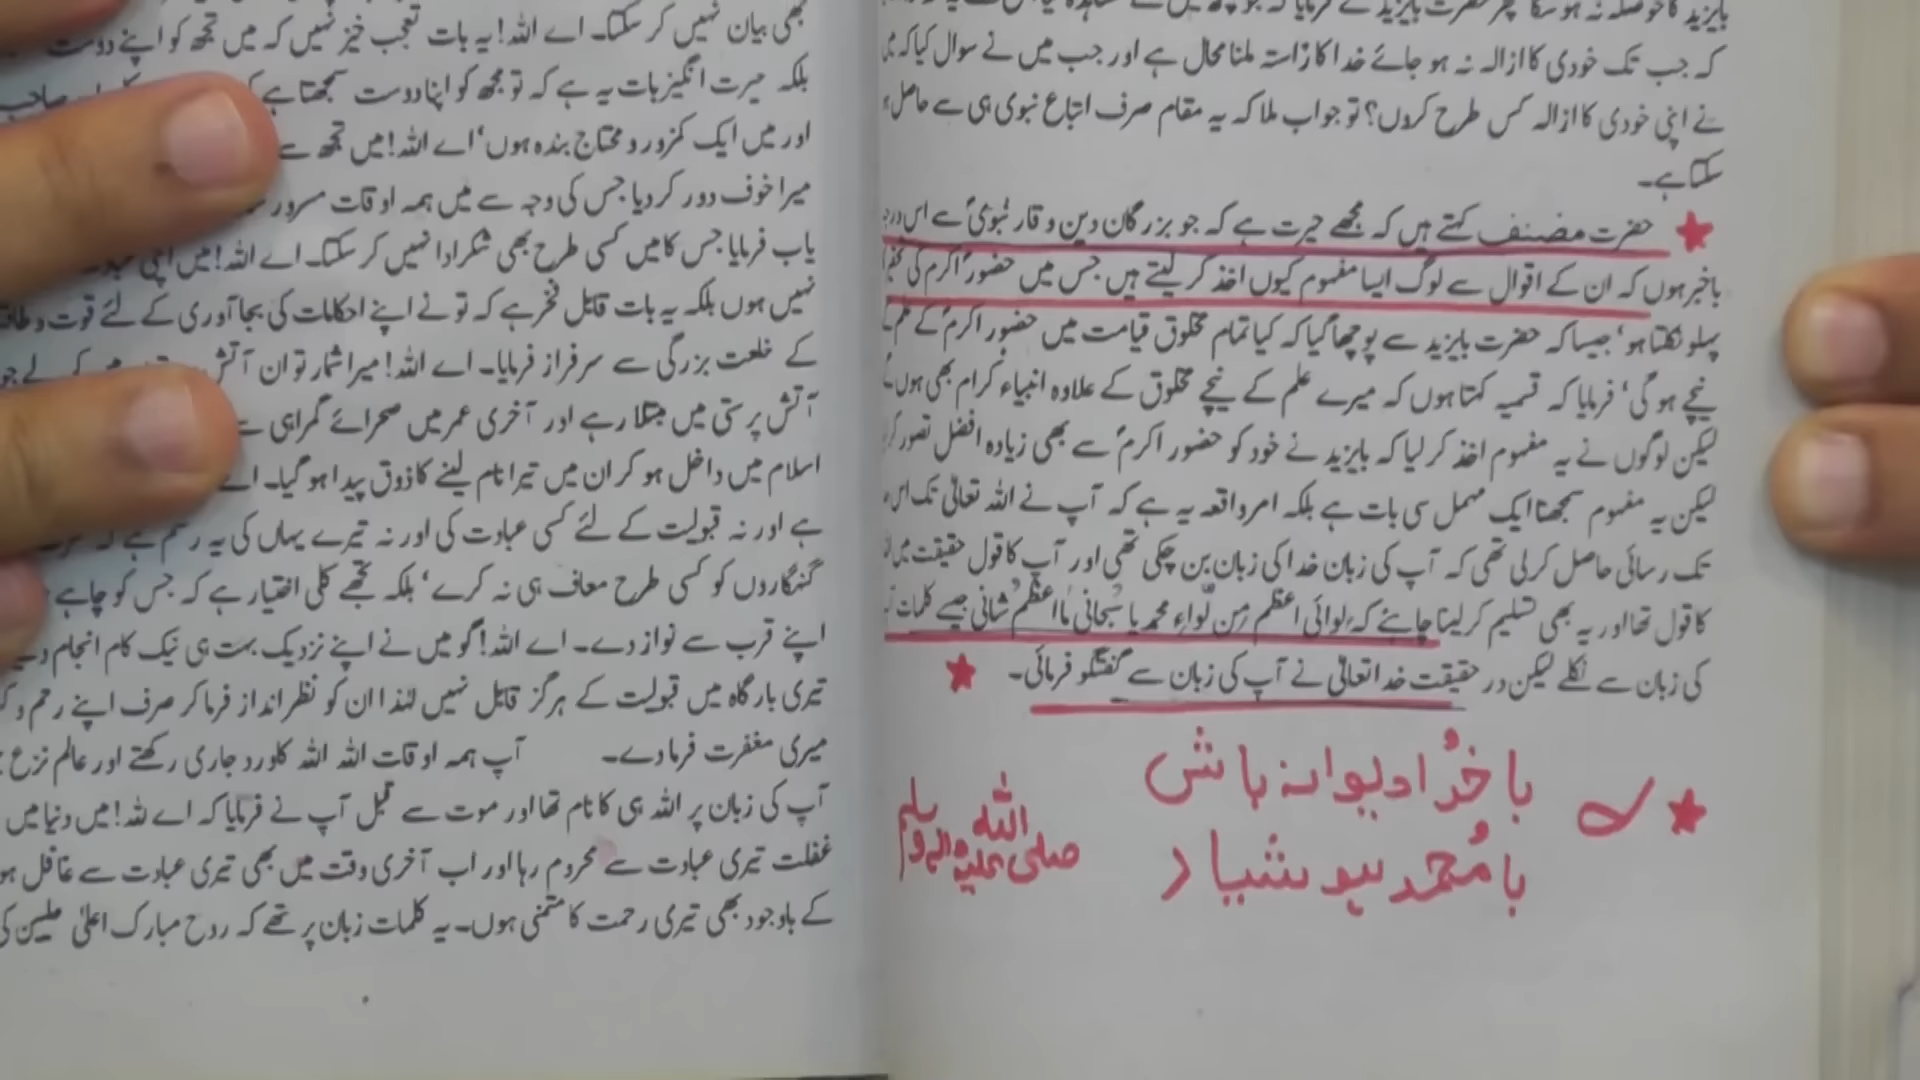 کہ جب تک خودی کا ازالہ نہ ہو جائے خدا کا راستہ ملنا محال ہے اور جب میں نے سوال کیا کہ میں
نے اپنی خودی کا ازالہ کس طرح کروں؟ تو جواب ملا کہ یہ مقام صرف اتباع نبوی ہی سے حاصل ہو
سکتا ہے۔
حضرت مصنف کہتے ہیں کہ مجھے حیرت ہے کہ جو بزرگان دین وقار نبویؐ سے اس درجہ
باخبر ہوں کہ ان کے اقوال سے لوگ ایسا مفہوم کیوں اخذ کر لیتے ہیں جس میں حضور اکرمؐ کی
پہلو نکلتا ہو' جیسا کہ حضرت بایزید سے پوچھا گیا کہ کیا تمام مخلوق قیامت میں حضور اکرمؐ کے علم کے
نیچے ہوگی' فرمایا کہ قسمیہ کہتا ہوں کہ میرے علم کے نیچے مخلوق کے علاوہ انبیاء کرام بھی ہوں گے
لیکن لوگوں نے یہ مفہوم اخذ کر لیا کہ بایزید نے خود کو حضور اکرمؐ سے بھی زیادہ افضل تصور
لیکن یہ مفہوم سمجھنا ایک مہمل سی بات ہے بلکہ امر واقعہ یہ ہے کہ آپ نے اللہ تعالیٰ تک اس
تک رسائی حاصل کر لی تھی کہ آپ کی زبان خدا کی زبان بن چکی تھی اور آپ کا قول حقیقت میں
کا قول تھا اور یہ بھی تسلیم کر لینا چاہئے کہ لِوائی اعظم مِن لّواءِ محمد یا سُبحانی مَا اعظمُ شانی جیسے کلمات
کی زبان سے نکلے لیکن در حقیقت خدا تعالیٰ نے آپ کی زبان سے گفتگو فرمائی۔
با خُدا دیوانہ باش
با مُحمد ہوشیار
صلی اللہ علیہ والہ وسلم
بھی بیان نہیں کر سکتا۔ اے اللہ! یہ بات تعجب خیز نہیں کہ میں تجھ کو اپنے دوست
بلکہ حیرت انگیز بات یہ ہے کہ تو مجھ کو اپنا دوست سمجھتا ہے
اور میں ایک کمزور و محتاج بندہ ہوں' اے اللہ! میں تجھ سے
میرا خوف دور کر دیا جس کی وجہ سے میں ہمہ اوقات مسرور
یاب فرمایا جس کا میں کسی طرح بھی شکر ادا نہیں کر سکتا۔ اے اللہ! میں اپنی
نہیں ہوں بلکہ یہ بات قابل فخر ہے کہ تو نے اپنے احکامات کی بجا آوری کے لئے قوت و
کے خلعت بزرگی سے سرفراز فرمایا۔ اے اللہ! میرا شمار تو ان آتش
آتش پرستی میں مبتلا رہے اور آخری عمر میں صحرائے گمراہی سے
اسلام میں داخل ہو کر ان میں تیرا نام لینے کا ذوق پیدا ہو گیا۔
ہے اور نہ قبولیت کے لئے کسی عبادت کی اور نہ تیرے یہاں کی یہ رسم ہے کہ
گنہگاروں کو کسی طرح معاف ہی نہ کرے' بلکہ تجھے کلی اختیار ہے کہ جس کو چاہے
اپنے قرب سے نواز دے۔ اے اللہ! گو میں نے اپنے نزدیک بہت ہی نیک کام انجام
تیری بارگاہ میں قبولیت کے ہرگز قابل نہیں لہٰذا ان کو نظرانداز فرما کر صرف اپنے رحم و
میری مغفرت فرما دے۔ آپ ہمہ اوقات اللہ اللہ کا ورد جاری رکھتے اور عالم نزع
آپ کی زبان پر اللہ ہی کا نام تھا اور موت سے قبل آپ نے فرمایا کہ اے للہ! میں دنیا میں
غفلت تیری عبادت سے محروم رہا اور اب آخری وقت میں بھی تیری عبادت سے غافل
کے باوجود بھی تیری رحمت کا متمنی ہوں۔ یہ کلمات زبان پر تھے کہ روح مبارک اعلیٰ